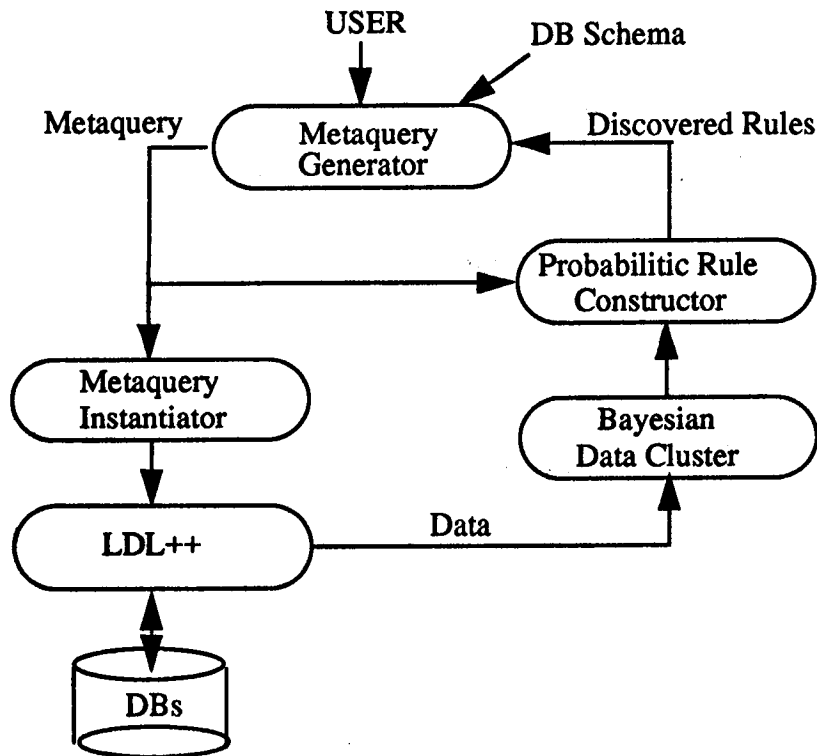 USER
DB Schema
Metaquery
Discovered Rules
Metaquery
Generator
Probabilitic Rule
Constructor
Metaquery
Instantiator
Bayesian
Data Cluster
LDL++
Data
DBs